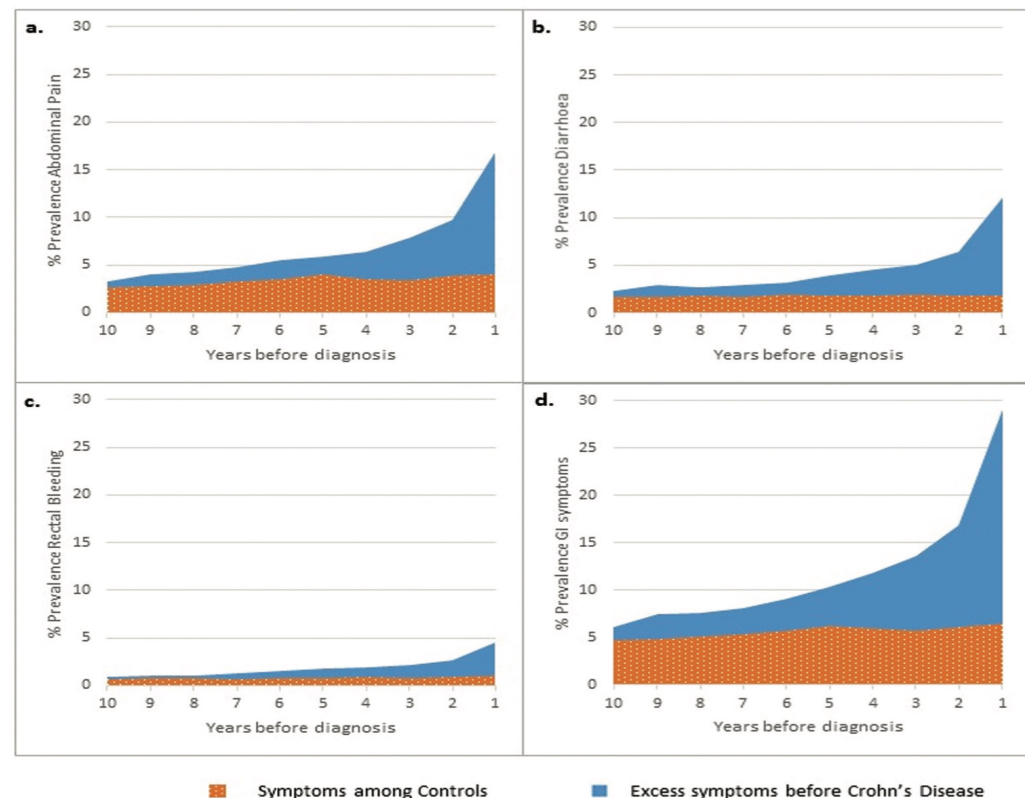 a.
% Prevalence Abdominal Pain
30
25
20
15
10
5
0
10 9 8 7 6 5 4 3 2 1
Years before diagnosis
b.
% Prevalence Diarrhoea
30
25
20
15
10
5
0
10 9 8 7 6 5 4 3 2 1
Years before diagnosis
c.
% Prevalence Rectal Bleeding
30
25
20
15
10
5
0
10 9 8 7 6 5 4 3 2 1
Years before diagnosis
d.
% Prevalence GI symptoms
30
25
20
15
10
5
0
10 9 8 7 6 5 4 3 2 1
Years before diagnosis
Symptoms among Controls
Excess symptoms before Crohn's Disease